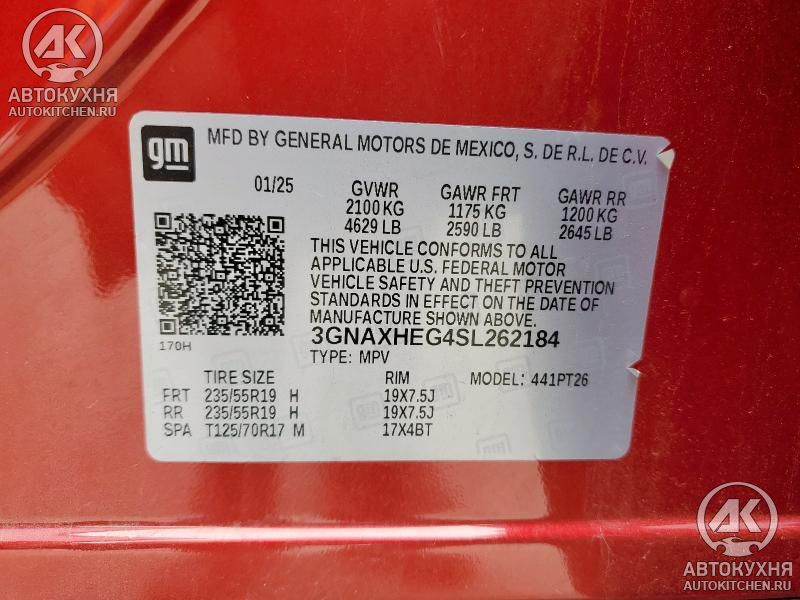 АК
АВТОКУХНЯ
AUTOKITCHEN.RU
gm
MFD BY GENERAL MOTORS DE MEXICO, S. DE R.L. DE C.V.
01/25 GVWR GAWR FRT GAWR RR
2100 KG 1175 KG 1200 KG
4629 LB 2590 LB 2645 LB
THIS VEHICLE CONFORMS TO ALL
APPLICABLE U.S. FEDERAL MOTOR
VEHICLE SAFETY AND THEFT PREVENTION
STANDARDS IN EFFECT ON THE DATE OF
MANUFACTURE SHOWN ABOVE.
170H
3GNAXHEG4SL262184
TYPE: MPV
TIRE SIZE RIM MODEL: 441PT26
FRT 235/55R19 H 19X7.5J
RR 235/55R19 H 19X7.5J
SPA T125/70R17 M 17X4BT
АК
АВТОКУХНЯ
AUTOKITCHEN.RU